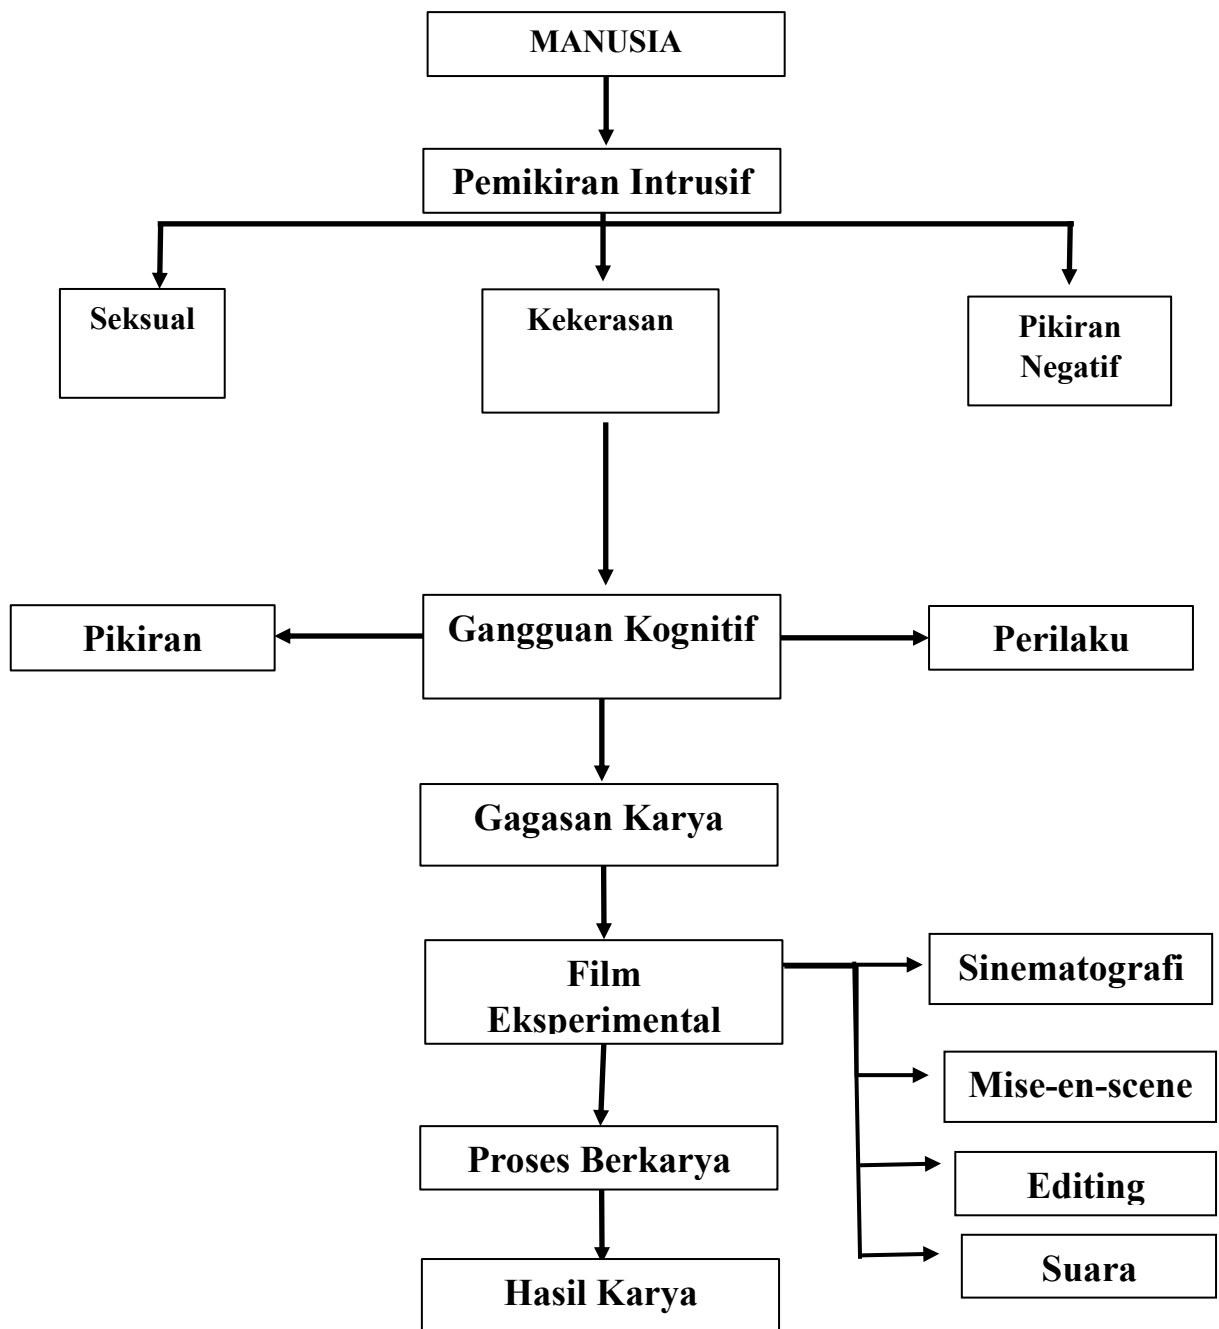 MANUSIA
Pemikiran Intrusif
Seksual
Kekerasan
Pikiran
Negatif
Pikiran
Gangguan Kognitif
Perilaku
Gagasan Karya
Film
Eksperimental
Sinematografi
Mise-en-scene
Editing
Suara
Proses Berkarya
Hasil Karya